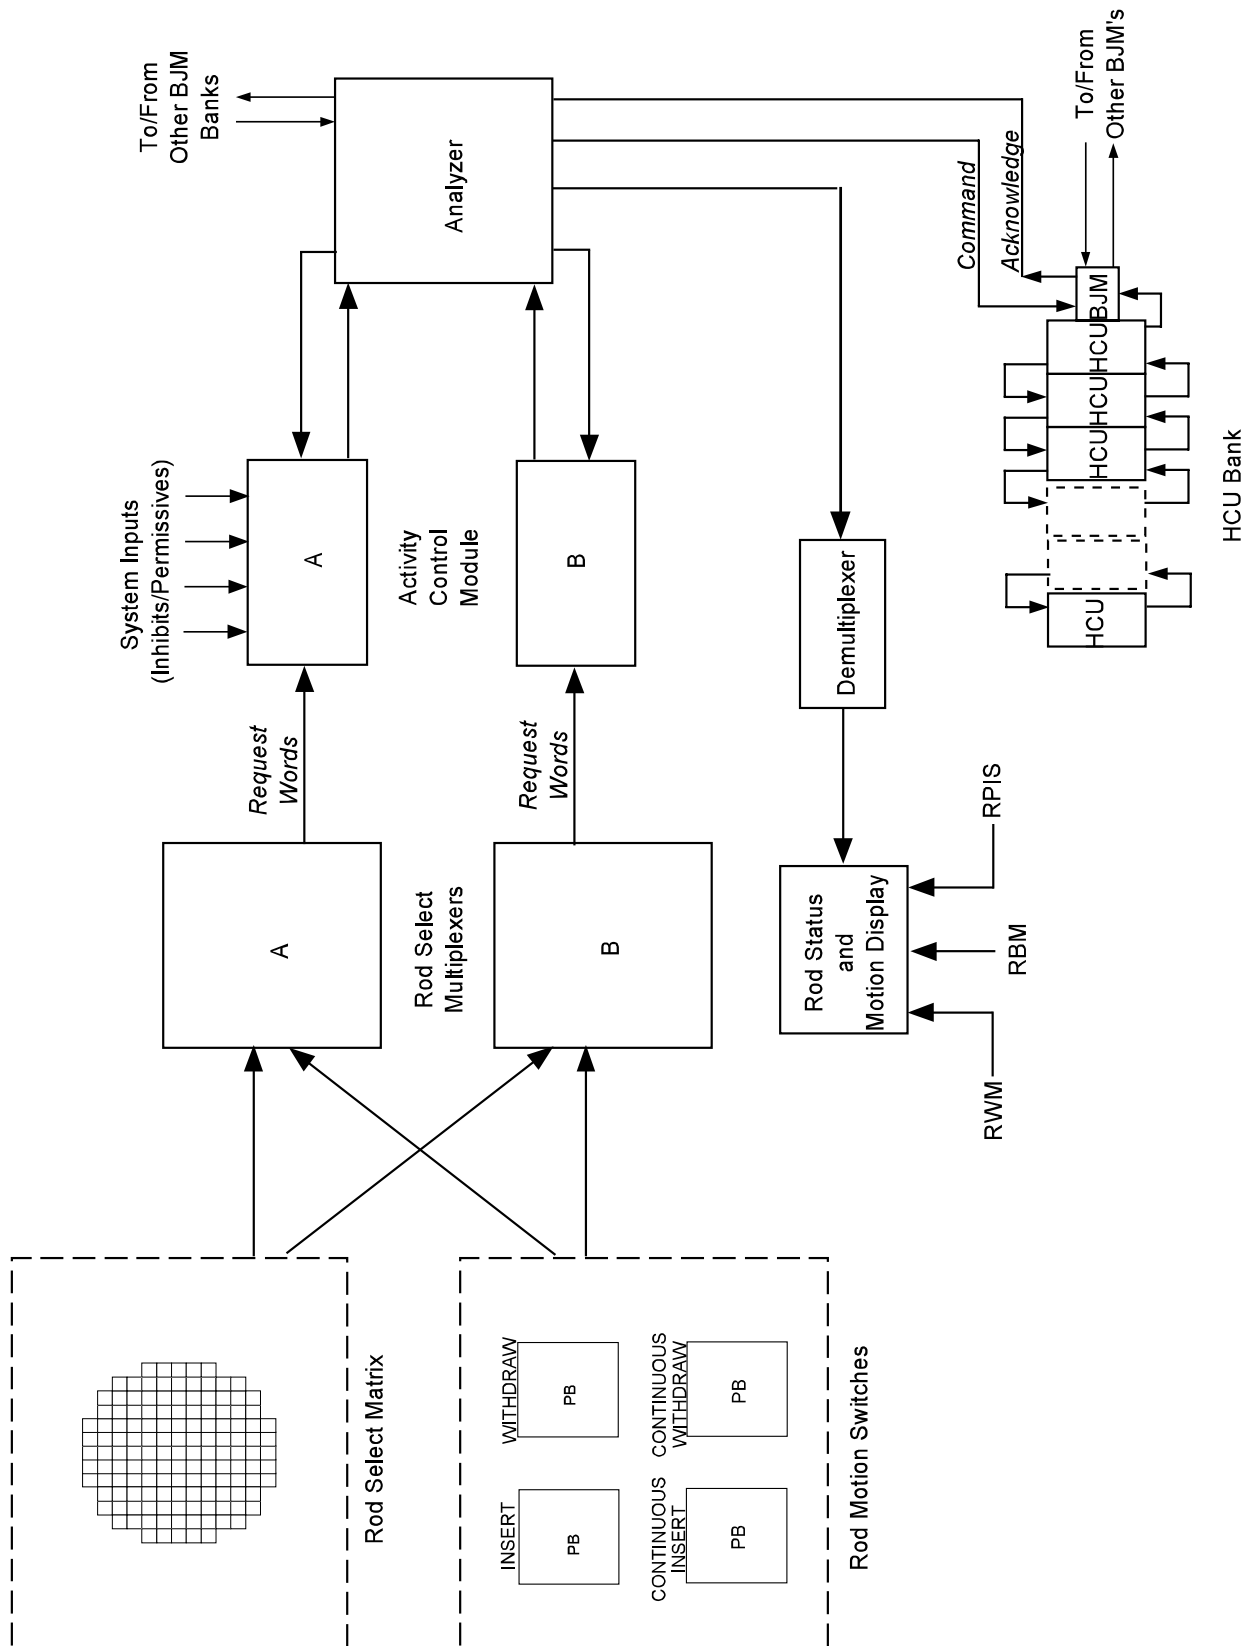 Rod Select Matrix
INSERT
WITHDRAW
PB
PB
CONTINUOUS
INSERT
CONTINUOUS
WITHDRAW
PB
PB
Rod Motion Switches
A
Rod Select
Multiplexers
B
Request
Words
Request
Words
System Inputs
(Inhibits/Permissives)
A
Activity
Control
Module
B
To/From
Other BJM
Banks
Analyzer
Demultiplexer
Rod Status
and
Motion Display
RWM
RBM
RPIS
Command
Acknowledge
To/From
Other BJM's
HCU
HCU
HCU
HCU
BJM
HCU Bank